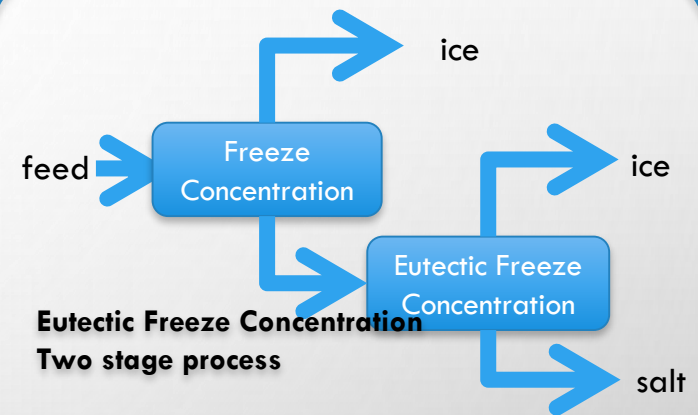 ice
feed
Freeze
Concentration
ice
Eutectic Freeze
Concentration
Eutectic Freeze Concentration
Two stage process
salt